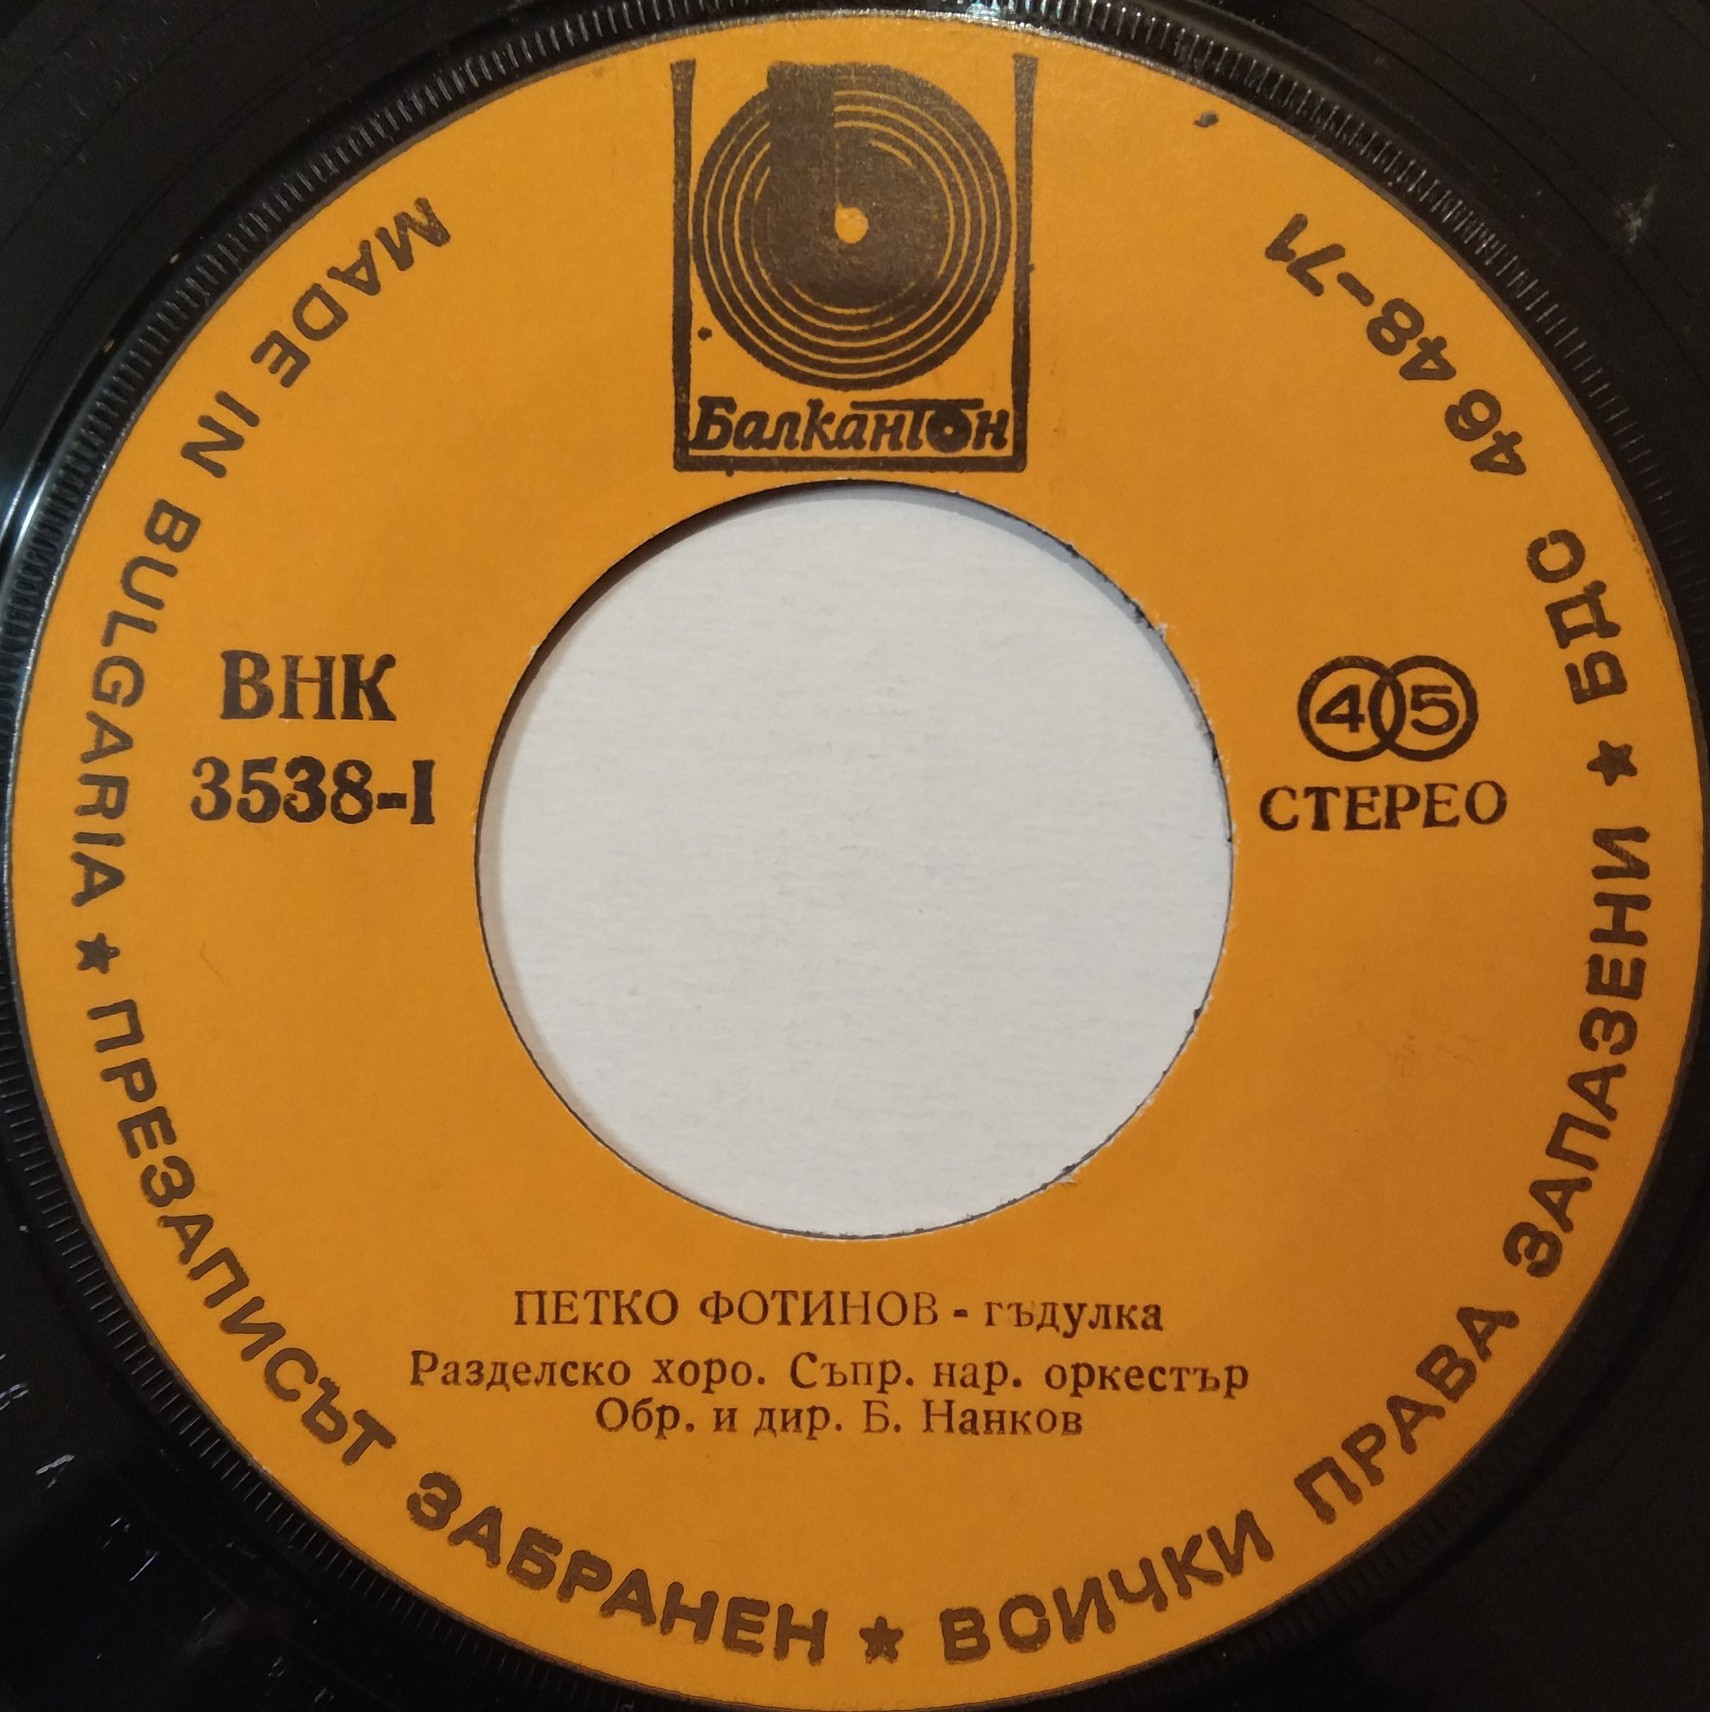 Балкантон
MADE IN BULGARIA ★ ПРЕЗАПИСЪТ ЗАБРАНЕН ★ ВСИЧКИ ПРАВА ЗАПАЗЕНИ ★ БДС 4648-71
ВНК
3538-I
45
СТЕРЕО
ПЕТКО ФОТИНОВ - гъдулка
Разделско хоро. Съпр. нар. оркестър
Обр. и дир. Б. Нанков